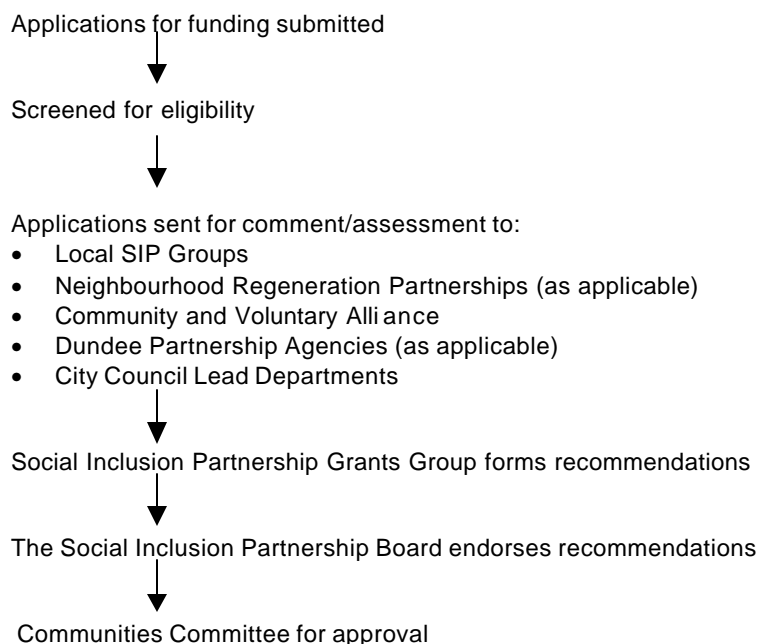 Applications for funding submitted
Screened for eligibility
Applications sent for comment/assessment to:
• Local SIP Groups
• Neighbourhood Regeneration Partnerships (as applicable)
• Community and Voluntary Alliance
• Dundee Partnership Agencies (as applicable)
• City Council Lead Departments
Social Inclusion Partnership Grants Group forms recommendations
The Social Inclusion Partnership Board endorses recommendations
Communities Committee for approval